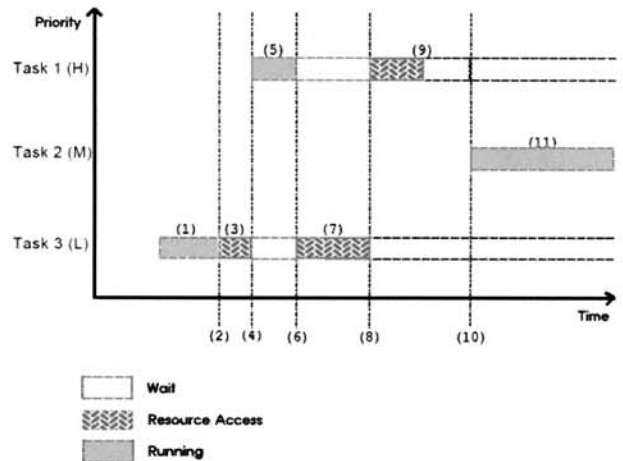 Priority
(5)
(9)
Task 1 (H)
(11)
Task 2 (M)
(1)
(3)
(7)
Task 3 (L)
Time
(2)
(4)
(6)
(8)
(10)
Wait
Resource Access
Running